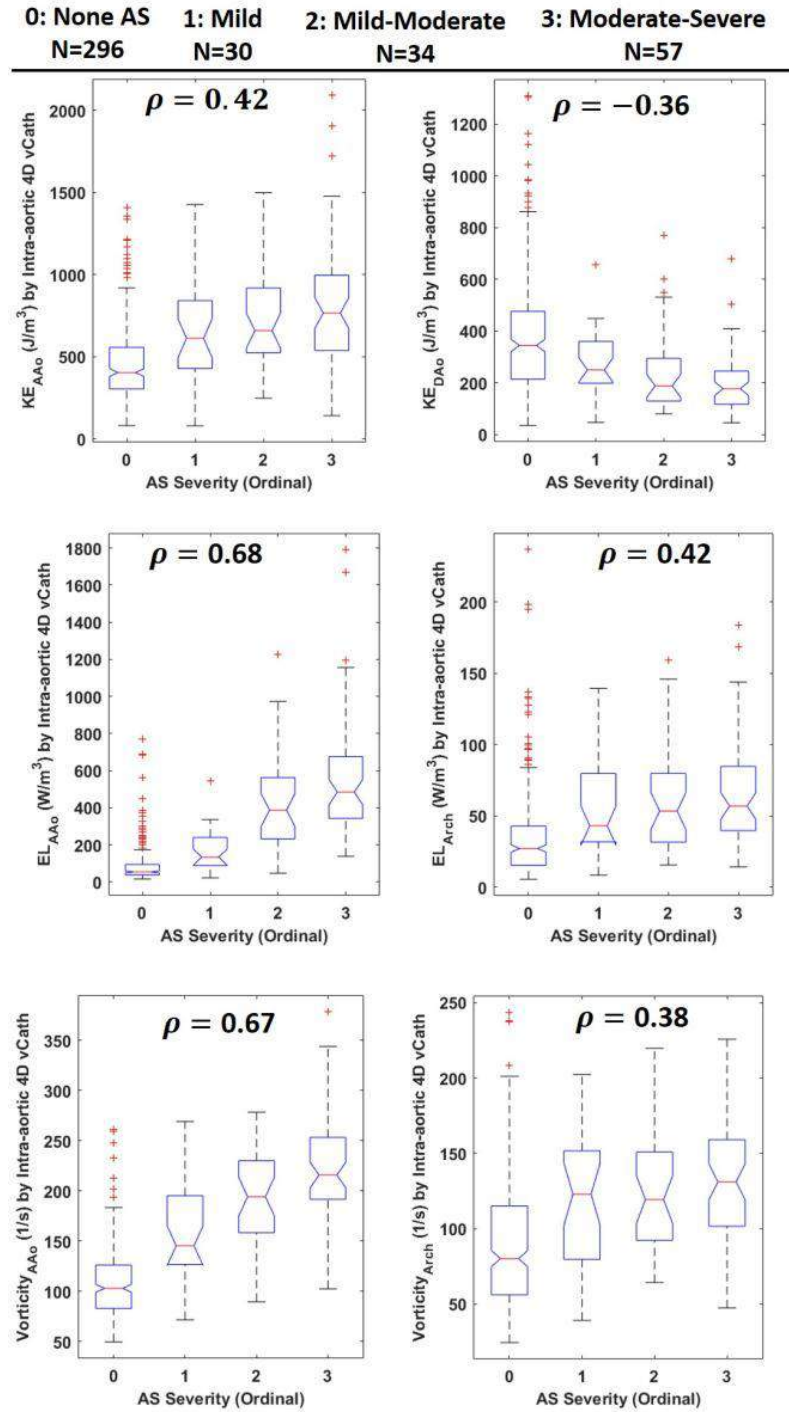 0: None AS 1: Mild 2: Mild-Moderate 3: Moderate-Severe
N=296 N=30 N=34 N=57
ρ = 0.42
KE_AAo (J/m^3) by Intra-aortic 4D vCath
2000
1500
1000
500
0
0 1 2 3
AS Severity (Ordinal)
ρ = −0.36
KE_DAo (J/m^3) by Intra-aortic 4D vCath
1200
1000
800
600
400
200
0
0 1 2 3
AS Severity (Ordinal)
ρ = 0.68
EL_AAo (W/m^3) by Intra-aortic 4D vCath
1800
1600
1400
1200
1000
800
600
400
200
0
0 1 2 3
AS Severity (Ordinal)
ρ = 0.42
EL_Arch (W/m^3) by Intra-aortic 4D vCath
200
150
100
50
0
0 1 2 3
AS Severity (Ordinal)
ρ = 0.67
Vorticity_AAo (1/s) by Intra-aortic 4D vCath
350
300
250
200
150
100
50
0 1 2 3
AS Severity (Ordinal)
ρ = 0.38
Vorticity_Arch (1/s) by Intra-aortic 4D vCath
250
200
150
100
50
0 1 2 3
AS Severity (Ordinal)